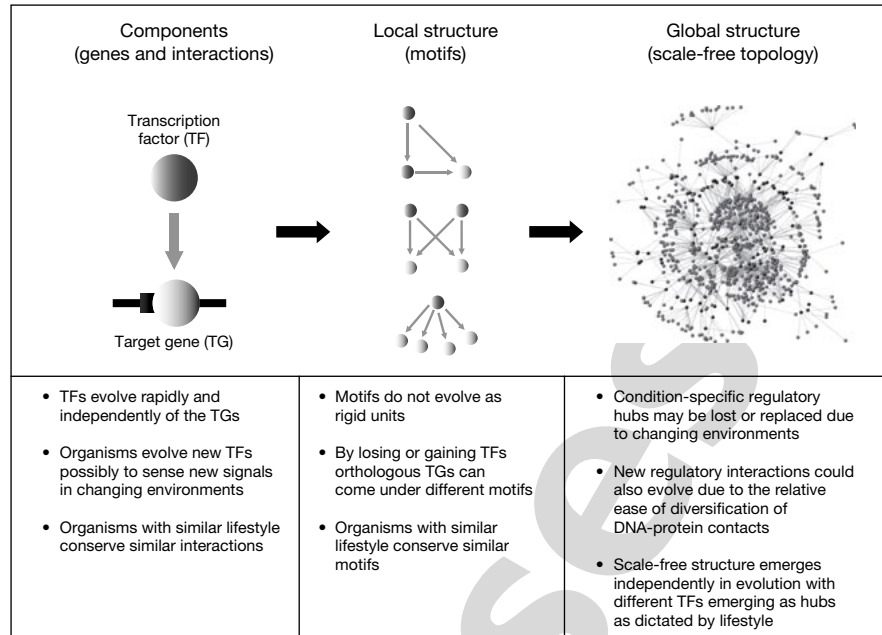 Components
(genes and interactions)
Local structure
(motifs)
Global structure
(scale-free topology)
Transcription
factor (TF)
Target gene (TG)
• TFs evolve rapidly and
independently of the TGs
• Organisms evolve new TFs
possibly to sense new signals
in changing environments
• Organisms with similar lifestyle
conserve similar interactions
• Motifs do not evolve as
rigid units
• By losing or gaining TFs
orthologous TGs can
come under different motifs
• Organisms with similar
lifestyle conserve similar
motifs
• Condition-specific regulatory
hubs may be lost or replaced due
to changing environments
• New regulatory interactions could
also evolve due to the relative
ease of diversification of
DNA-protein contacts
• Scale-free structure emerges
independently in evolution with
different TFs emerging as hubs
as dictated by lifestyle
ses